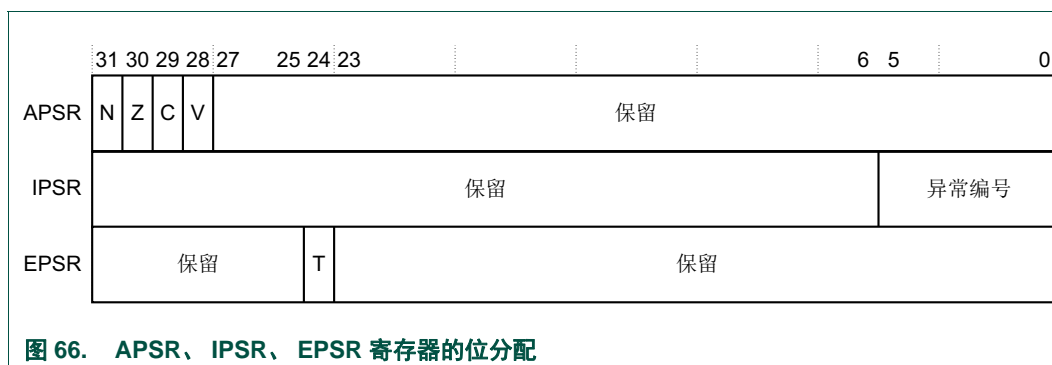 31 30 29 28 27 25 24 23 6 5 0
APSR N Z C V 保留
IPSR 保留 异常编号
EPSR 保留 T 保留
图 66. APSR、 IPSR、 EPSR 寄存器的位分配